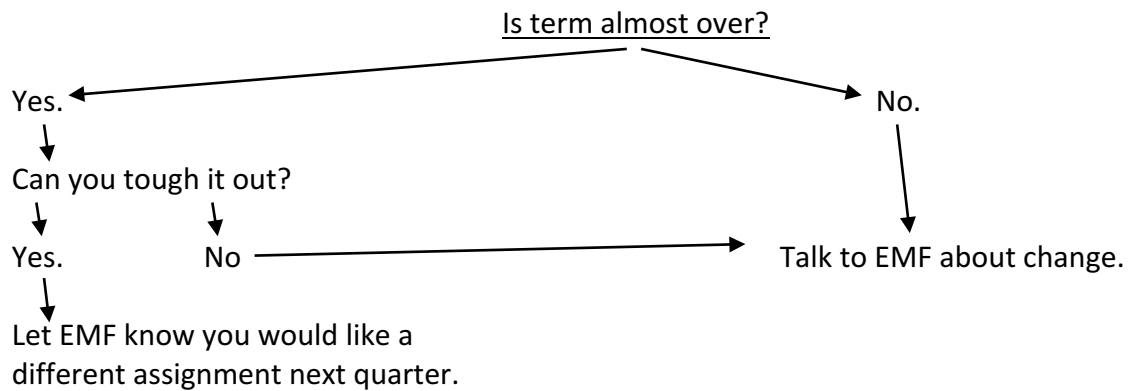 Is term almost over?
Yes.
No.
Can you tough it out?
Yes.
No
Talk to EMF about change.
Let EMF know you would like a
different assignment next quarter.